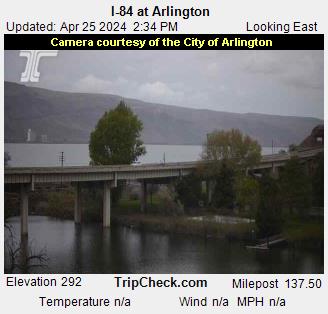 I-84 at Arlington
Updated: Apr 25 2024 2:34 PM Looking East
Camera courtesy of the City of Arlington
Elevation 292 TripCheck.com Milepost 137.50
Temperature n/a Wind n/a MPH n/a